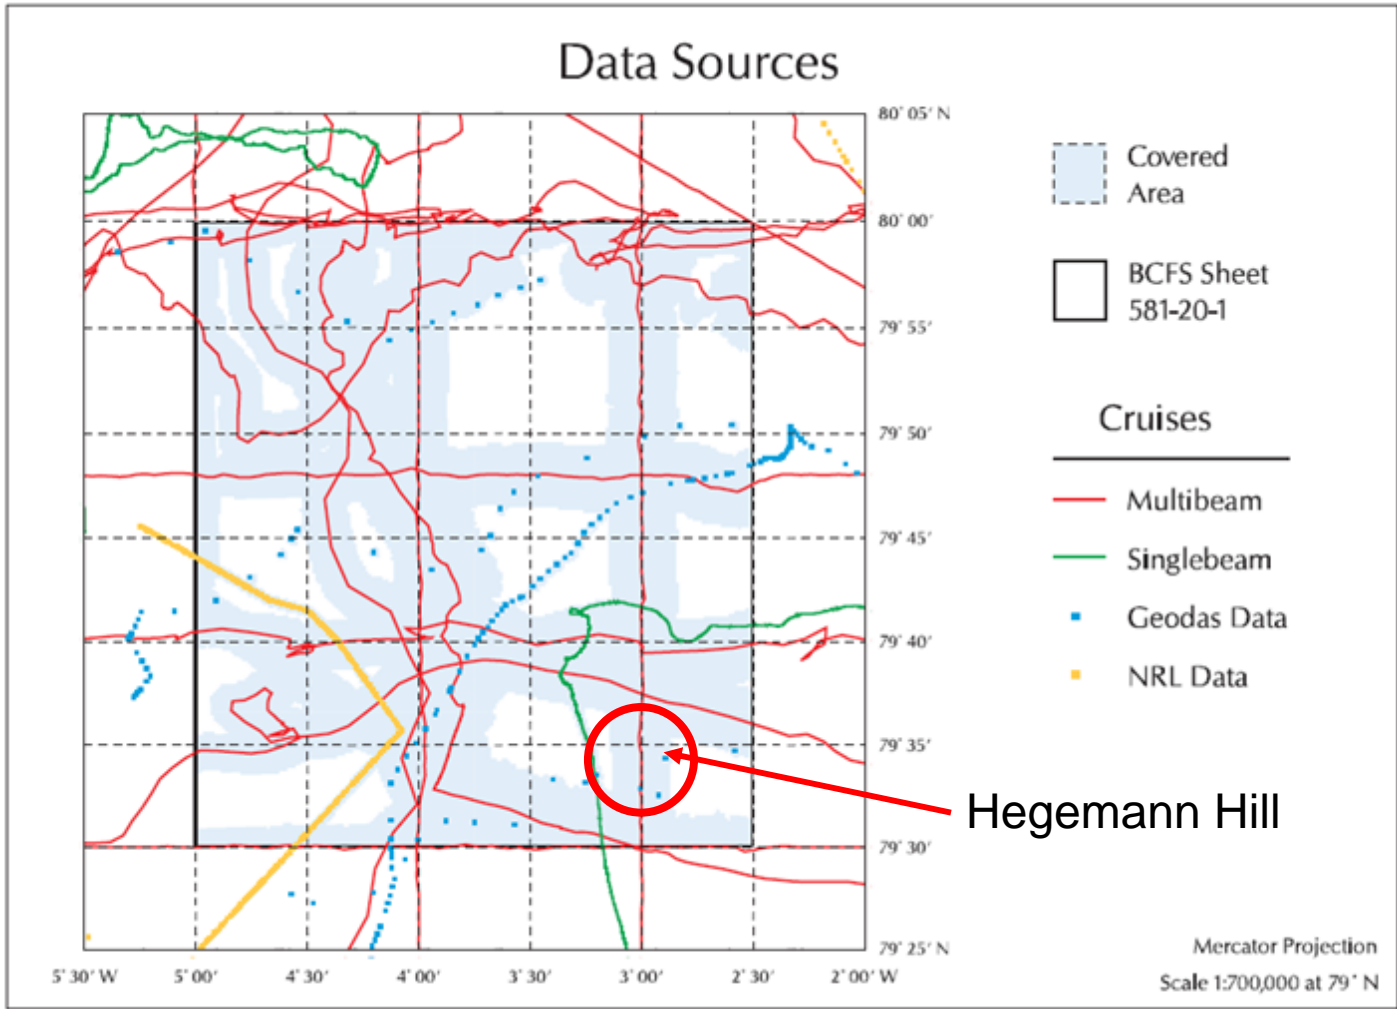 Data Sources
80° 05' N
80° 00'
79° 55'
79° 50'
79° 45'
79° 40'
79° 35'
79° 30'
79° 25' N
5° 30' W
5° 00'
4° 30'
4° 00'
3° 30'
3° 00'
2° 30'
2° 00' W
Covered
Area
BCFS Sheet
581-20-1
Cruises
Multibeam
Singlebeam
Geodas Data
NRL Data
Hegemann Hill
Mercator Projection
Scale 1:700,000 at 79° N